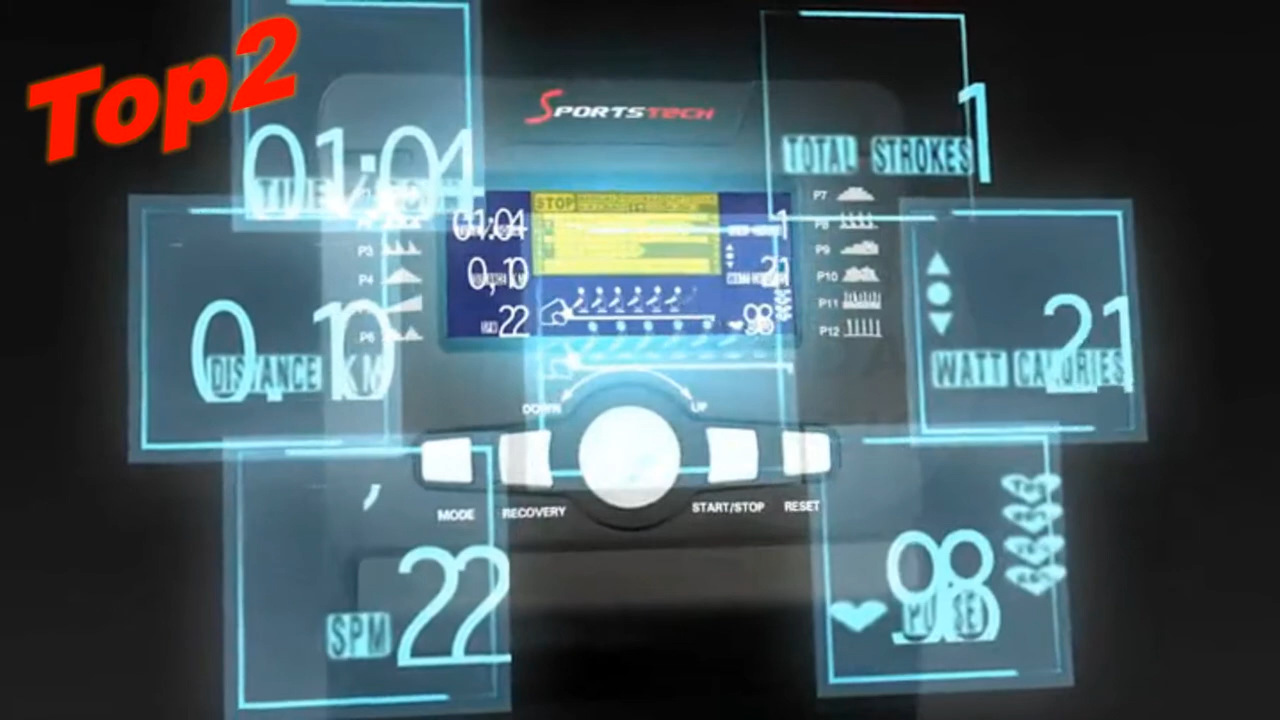 Top2
SPORTSTECH
01:04
TOTAL STROKES 1
STOP
01:04
1
0,10
21
22
98
P3
P4
P6
P7
P9
P10
P11
P12
0,10
DISTANCE KM
21
WATT CALORIES
DOWN
UP
MODE
RECOVERY
START/STOP
RESET
SPM 22
98
PULSE